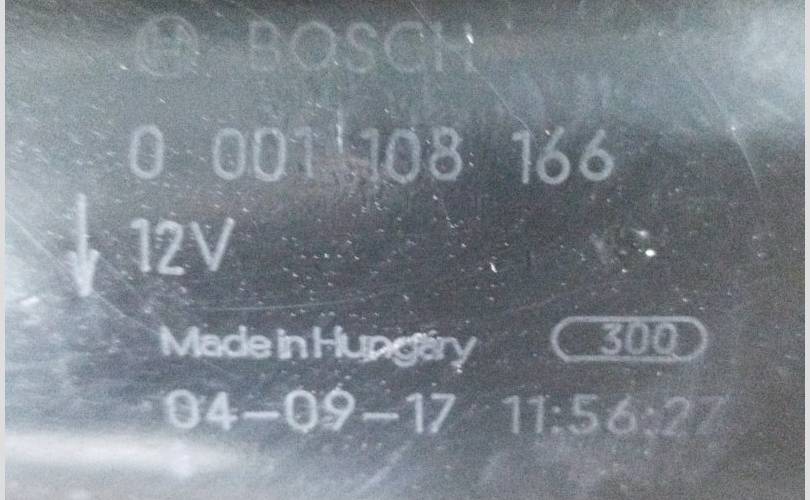 BOSCH
0 001 108 166
12V
Made in Hungary 300
04-09-17 11:56:27